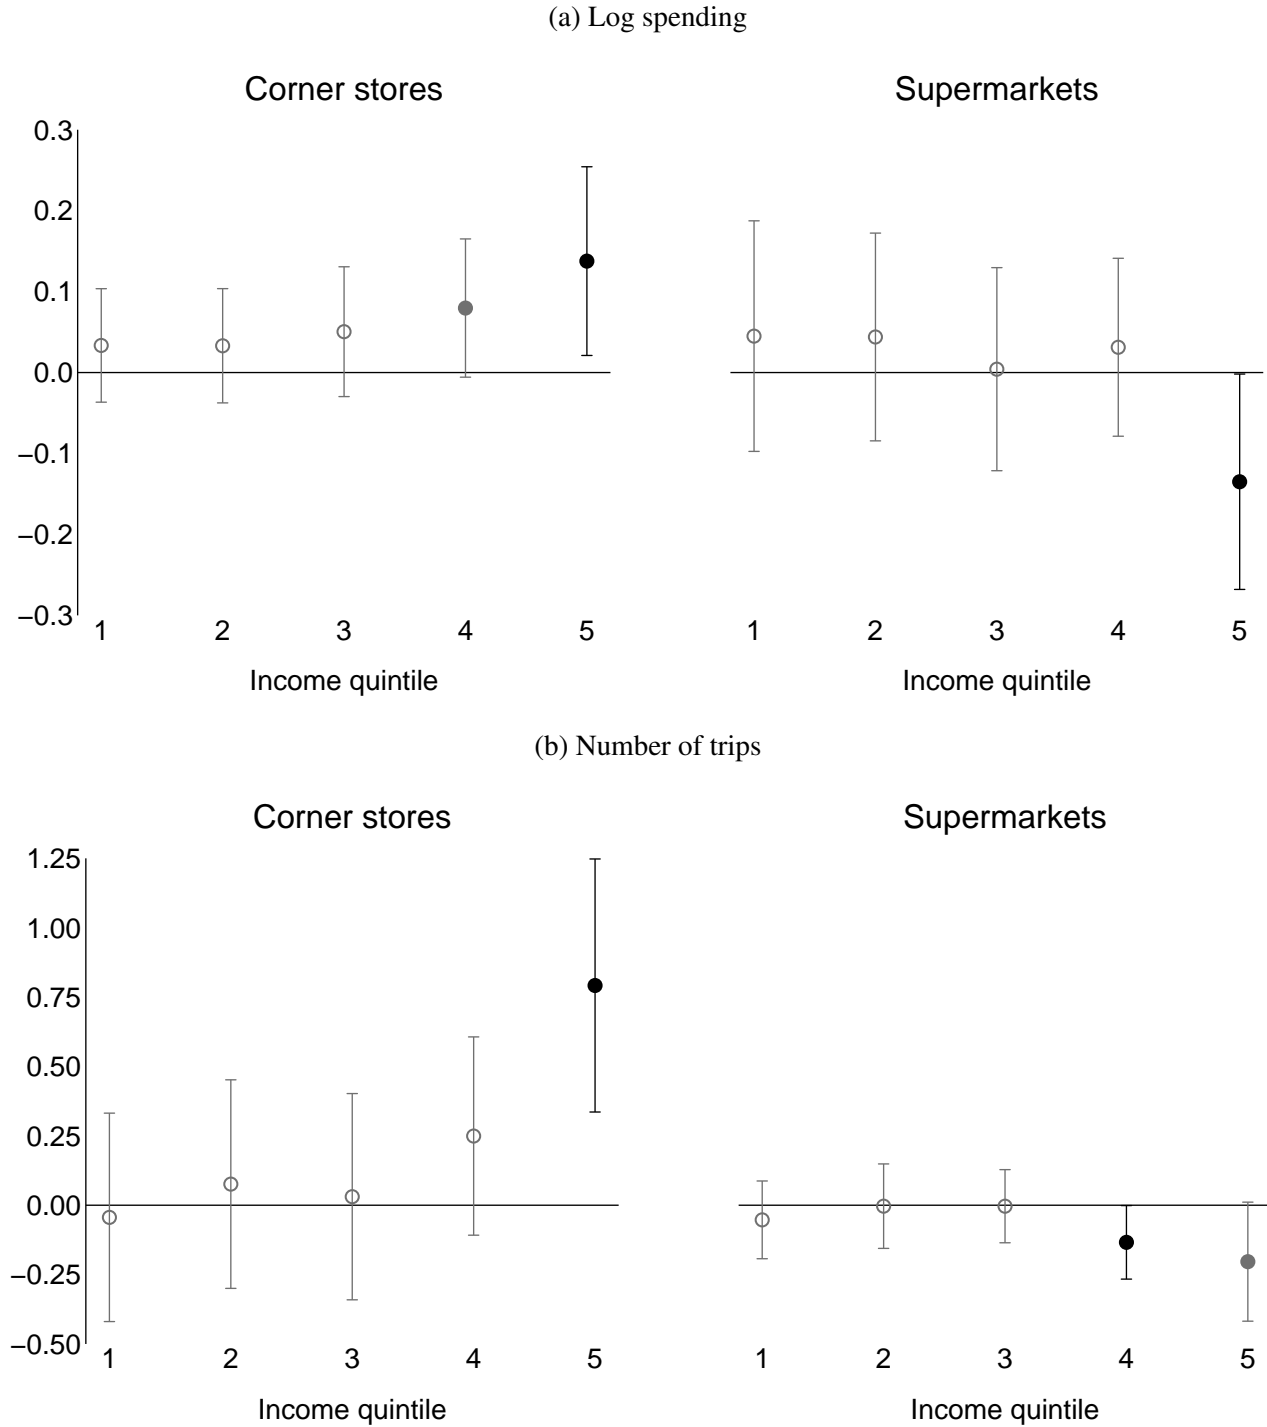 (a) Log spending
Corner stores
Supermarkets
0.3
0.2
0.1
0.0
−0.1
−0.2
−0.3
1 2 3 4 5
1 2 3 4 5
Income quintile
Income quintile
(b) Number of trips
Corner stores
Supermarkets
1.25
1.00
0.75
0.50
0.25
0.00
−0.25
−0.50
1 2 3 4 5
1 2 3 4 5
Income quintile
Income quintile